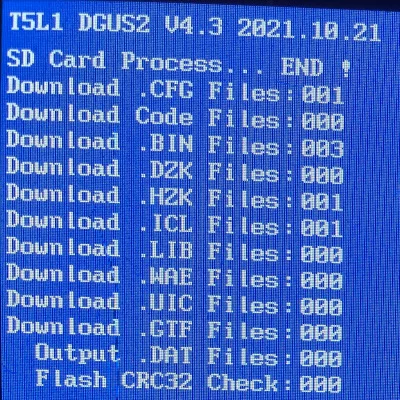 T5L1 DGUS2 V4.3 2021.10.21
SD Card Process... END !
Download .CFG Files:001
Download Code Files:000
Download .BIN Files:003
Download .DZK Files:000
Download .HZK Files:001
Download .ICL Files:001
Download .LIB Files:000
Download .WAE Files:000
Download .UIC Files:000
Download .GTF Files:000
Output .DAT Files:000
Flash CRC32 Check:000